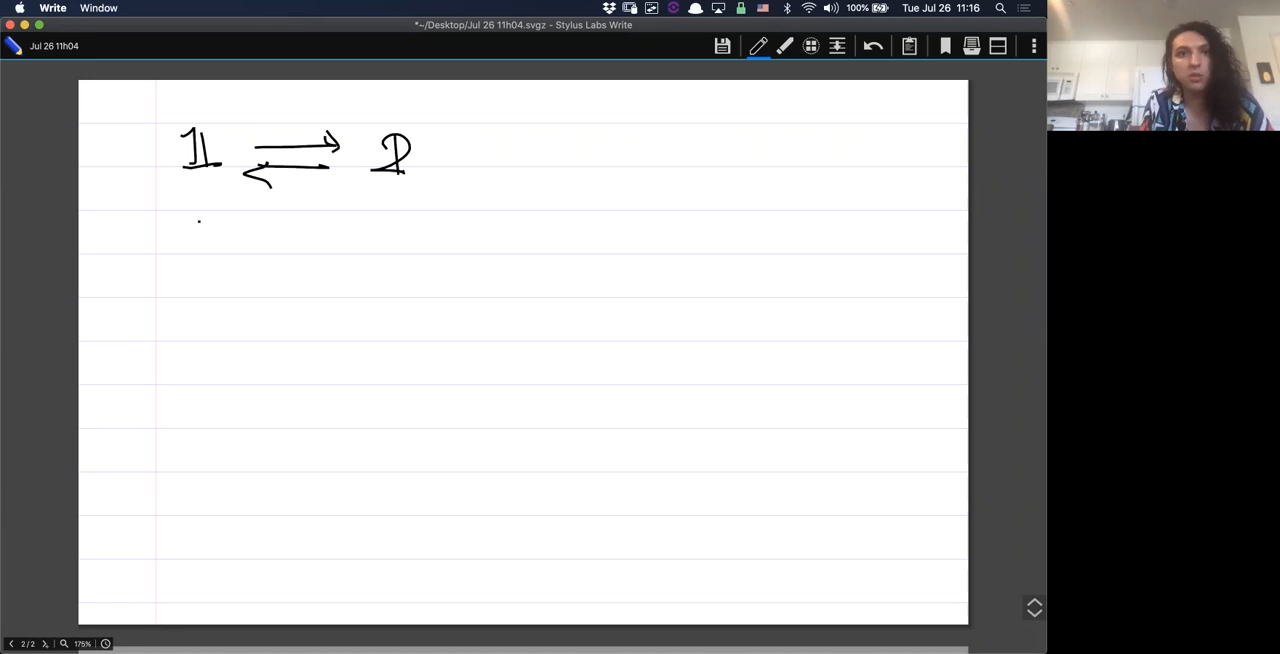 Write Window 100% Tue Jul 26 11:16
*~/Desktop/Jul 26 11h04.svgz - Stylus Labs Write
Jul 26 11h04
𝟙 ⇄ 𝟚
2/2 175%